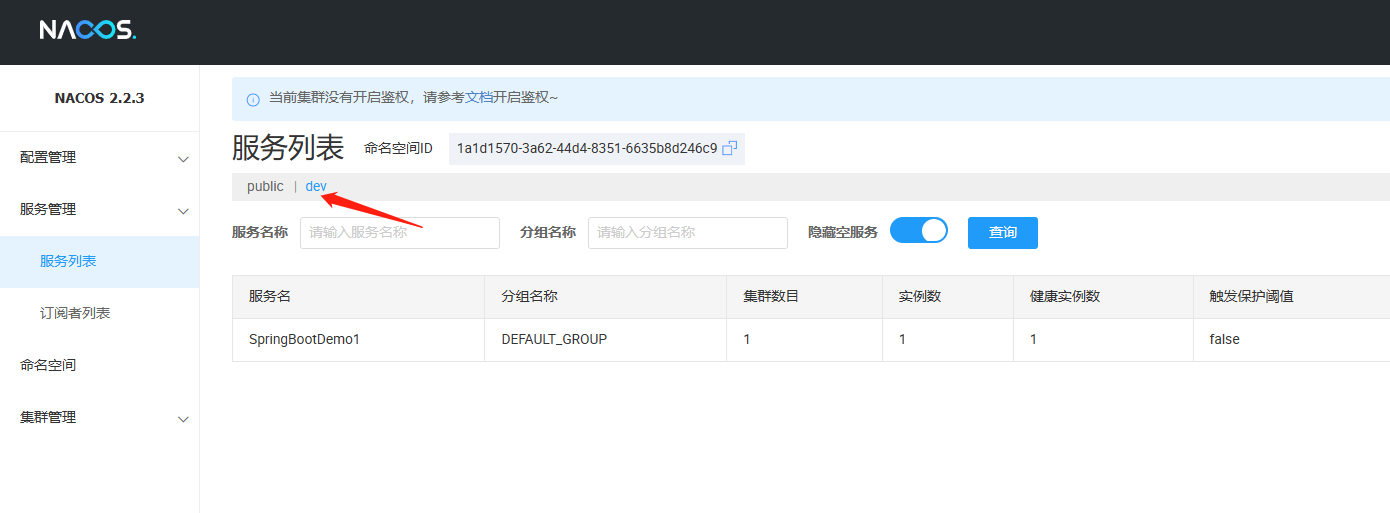 NACOS.
NACOS 2.2.3
配置管理
服务管理
服务列表
订阅者列表
命名空间
集群管理
当前集群没有开启鉴权，请参考文档开启鉴权~
服务列表 命名空间ID 1a1d1570-3a62-44d4-8351-6635b8d246c9
public | dev
服务名称 请输入服务名称 分组名称 请输入分组名称 隐藏空服务 查询
服务名 分组名称 集群数目 实例数 健康实例数 触发保护阈值
SpringBootDemo1 DEFAULT_GROUP 1 1 1 false